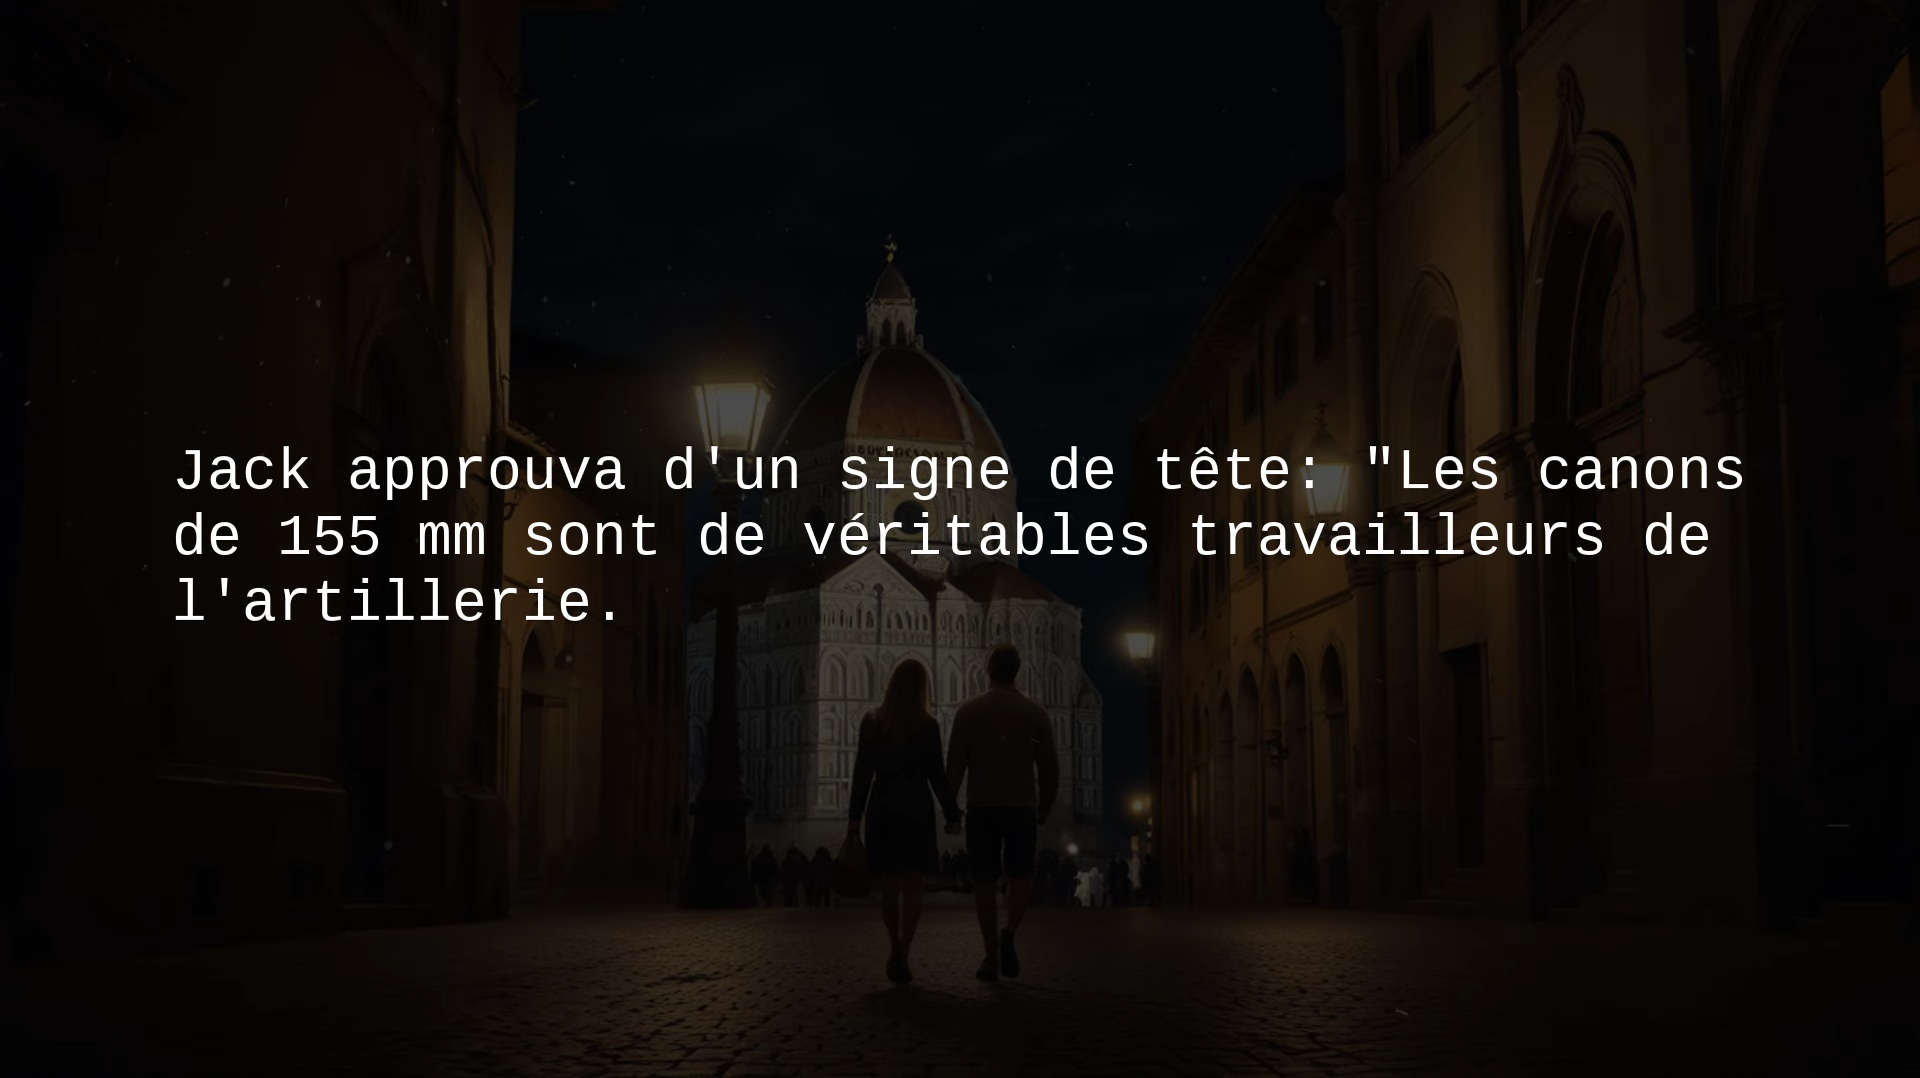 Jack approuva d'un signe de tête: "Les canons
de 155 mm sont de véritables travailleurs de
l'artillerie.